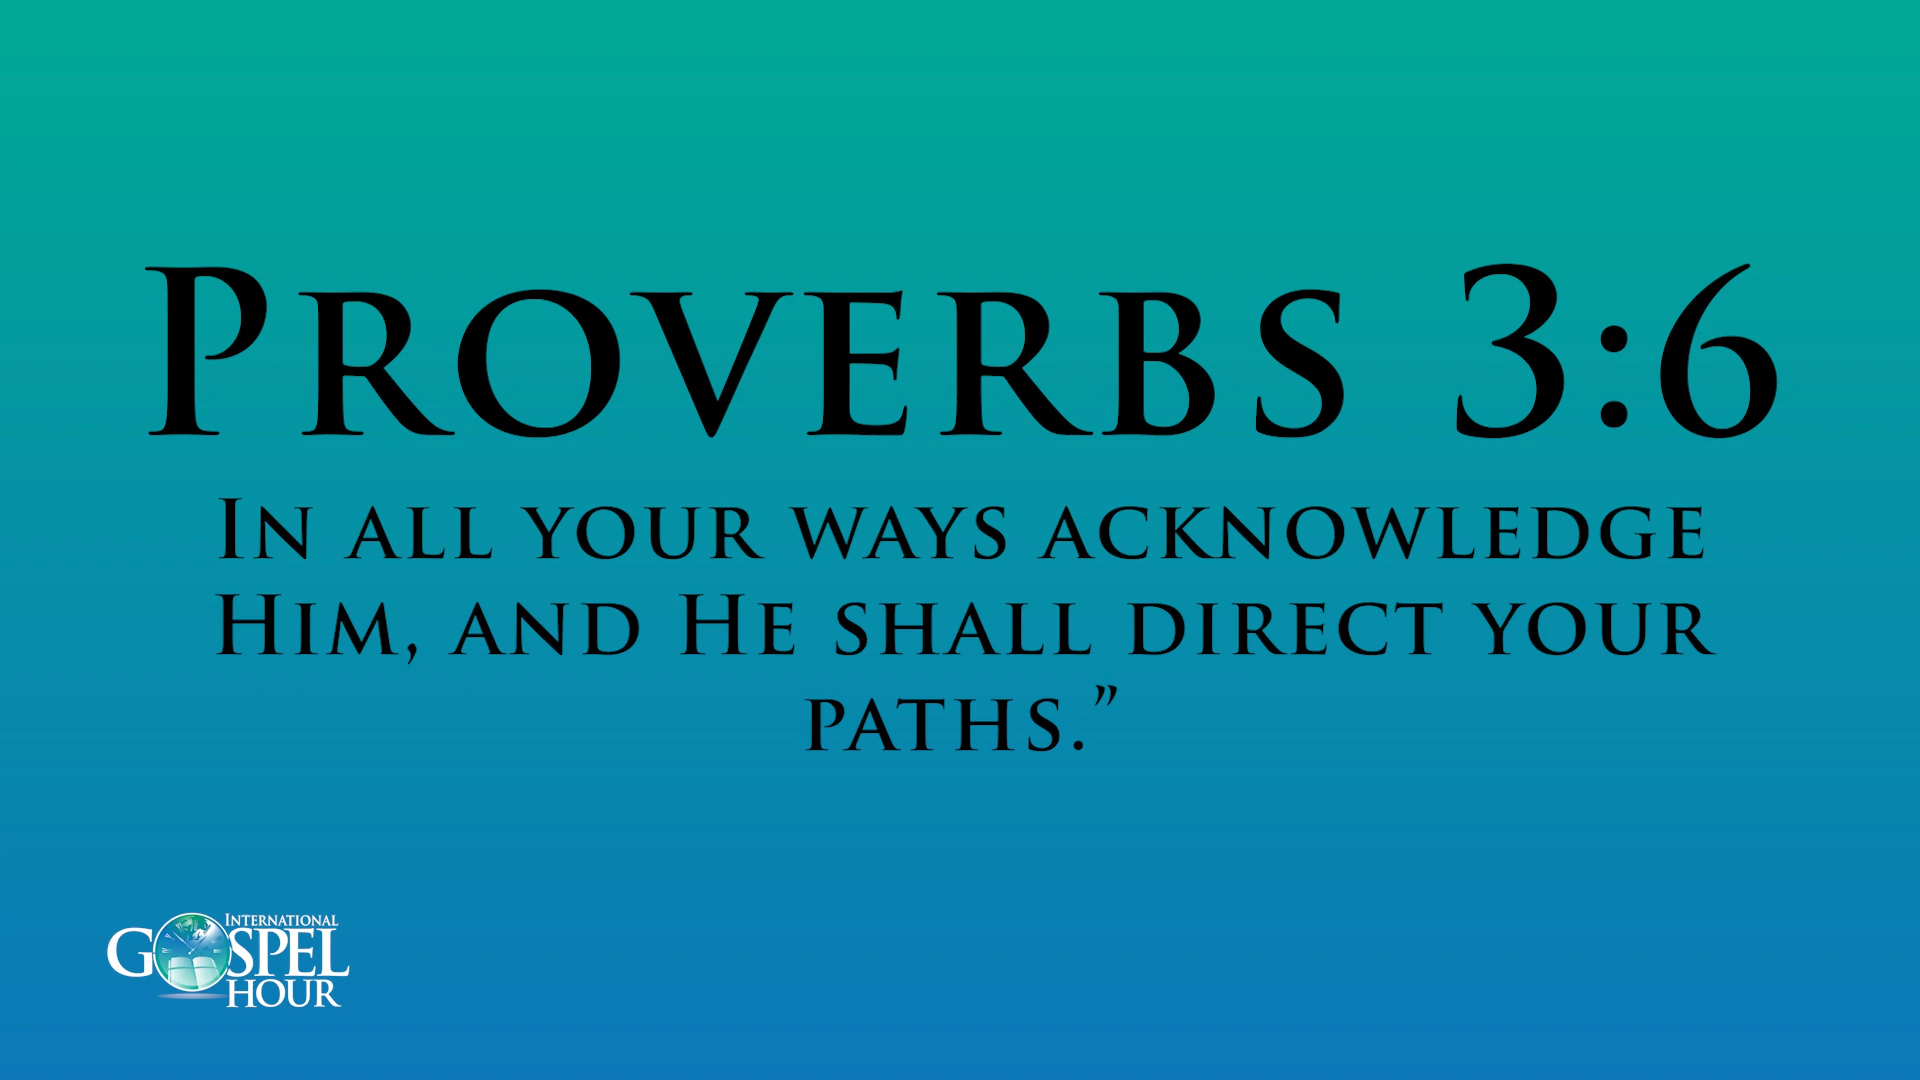 Proverbs 3:6
In all your ways acknowledge
Him, and He shall direct your
paths.”
International
Gospel
Hour